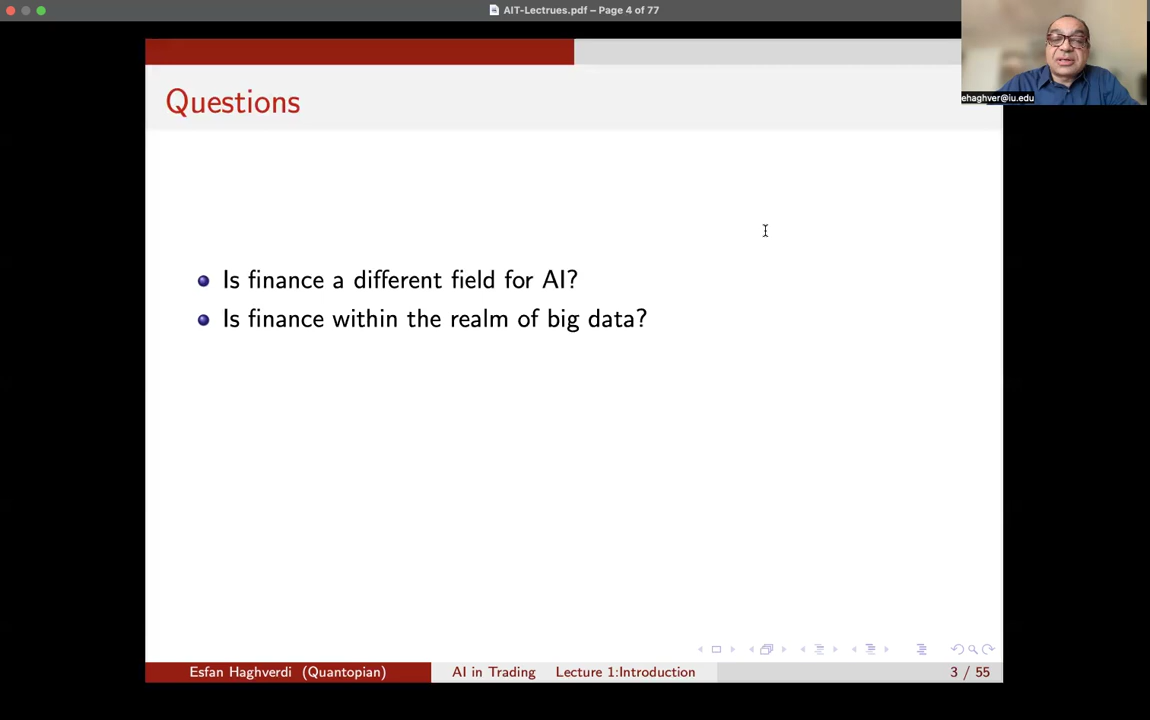 AIT-Lectrues.pdf – Page 4 of 77
ehaghver@iu.edu
Questions
Is finance a different field for AI?
Is finance within the realm of big data?
Esfan Haghverdi (Quantopian) AI in Trading Lecture 1:Introduction 3 / 55